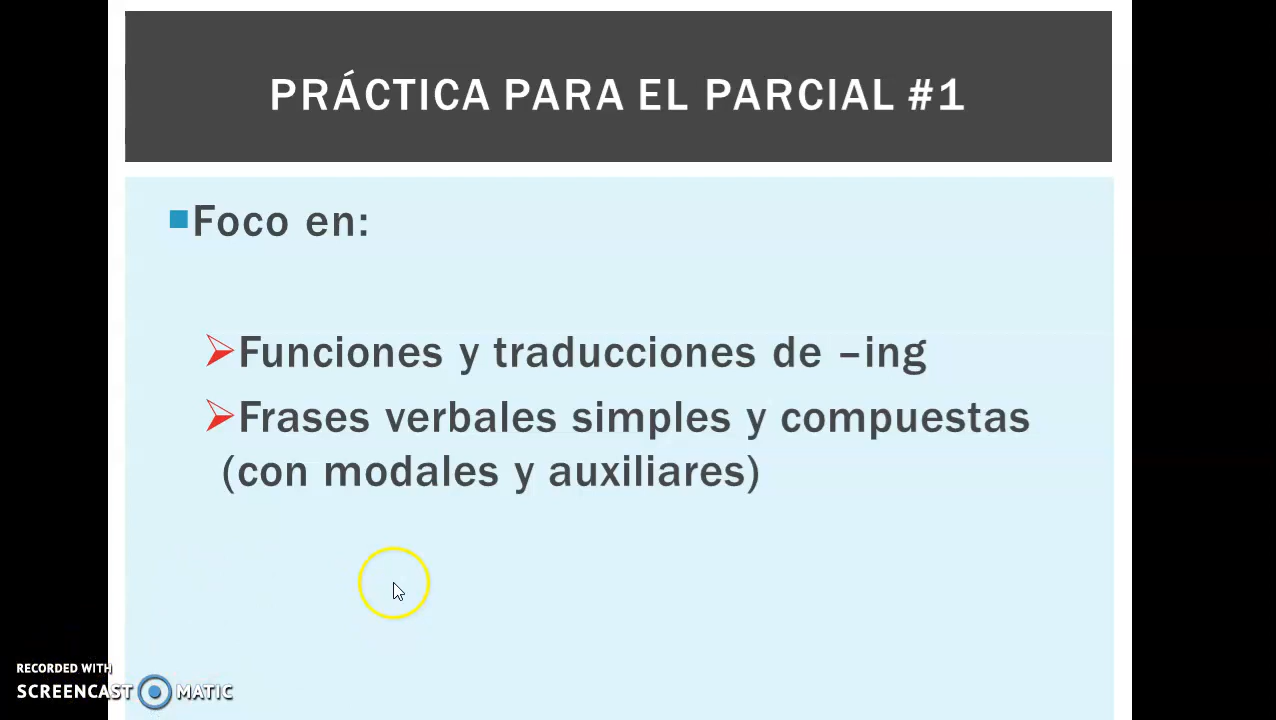 PRÁCTICA PARA EL PARCIAL #1
Foco en:
Funciones y traducciones de –ing
Frases verbales simples y compuestas
(con modales y auxiliares)
RECORDED WITH
SCREENCAST MATIC